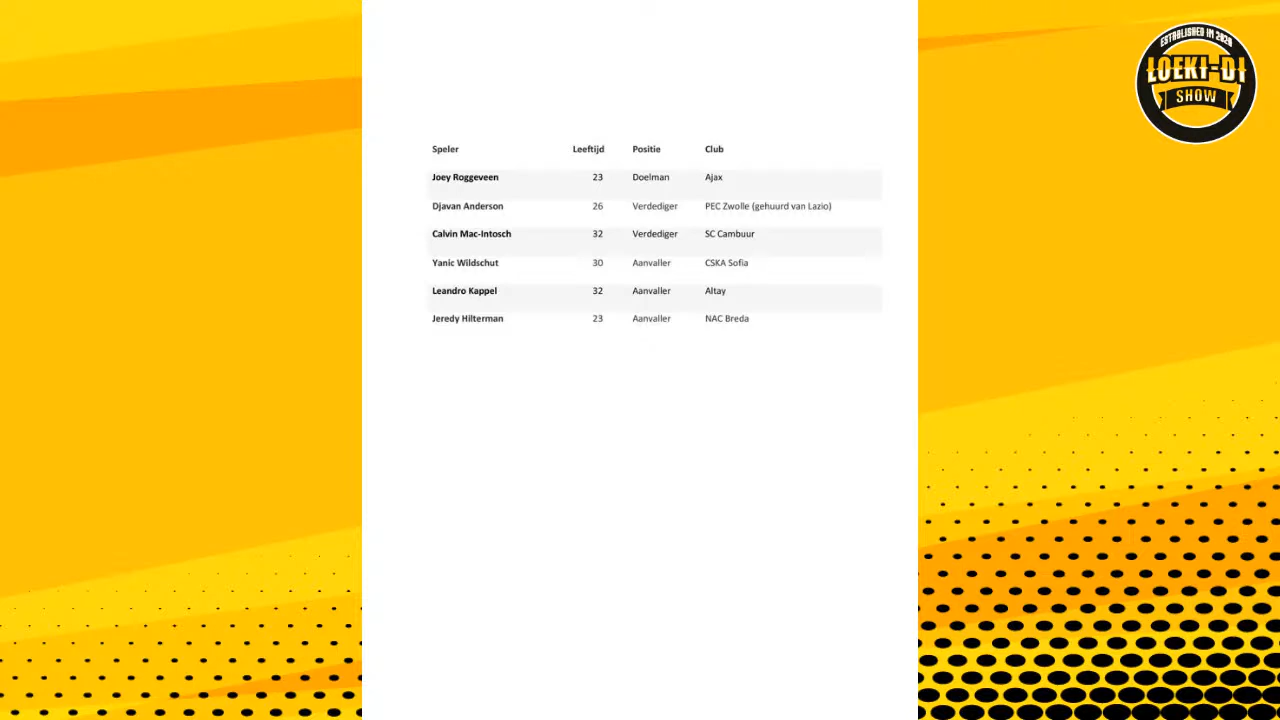 ESTABLISHED IN 2020
LOEKI-DI
SHOW
Speler Leeftijd Positie Club
Joey Roggeveen 23 Doelman Ajax
Djavan Anderson 26 Verdediger PEC Zwolle (gehuurd van Lazio)
Calvin Mac-Intosch 32 Verdediger SC Cambuur
Yanic Wildschut 30 Aanvaller CSKA Sofia
Leandro Kappel 32 Aanvaller Altay
Jeredy Hilterman 23 Aanvaller NAC Breda